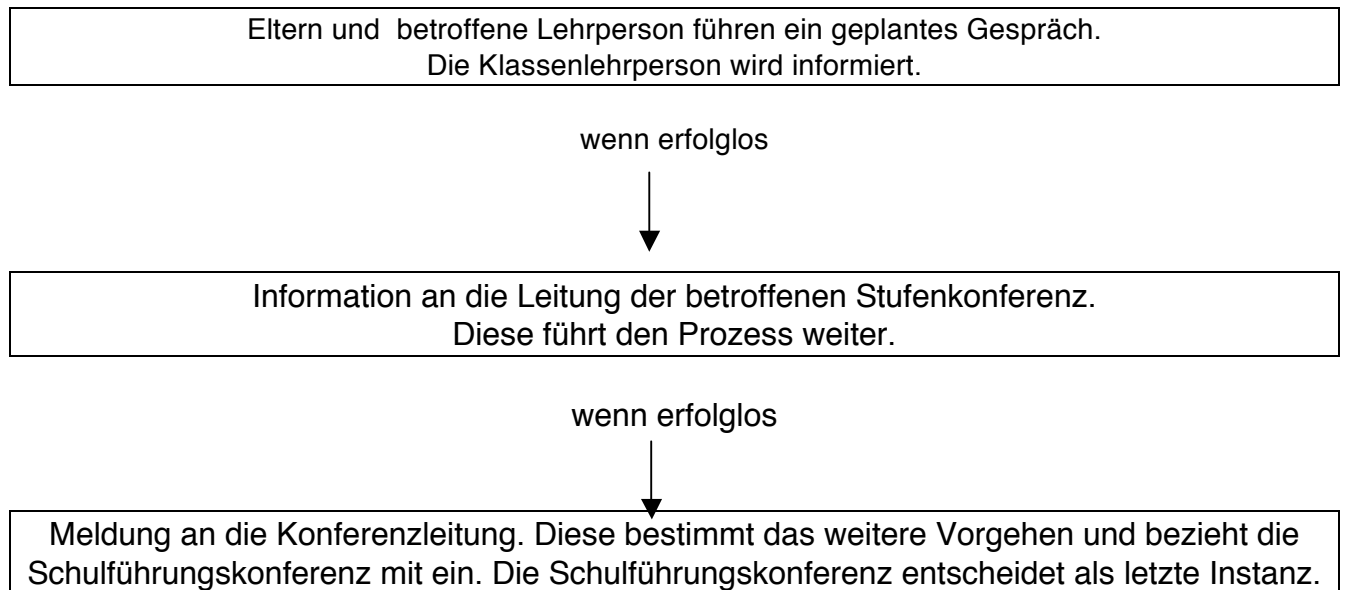 Eltern und  betroffene Lehrperson führen ein geplantes Gespräch.
Die Klassenlehrperson wird informiert.
wenn erfolglos
Information an die Leitung der betroffenen Stufenkonferenz.
Diese führt den Prozess weiter.
wenn erfolglos
Meldung an die Konferenzleitung. Diese bestimmt das weitere Vorgehen und bezieht die
Schulführungskonferenz mit ein. Die Schulführungskonferenz entscheidet als letzte Instanz.